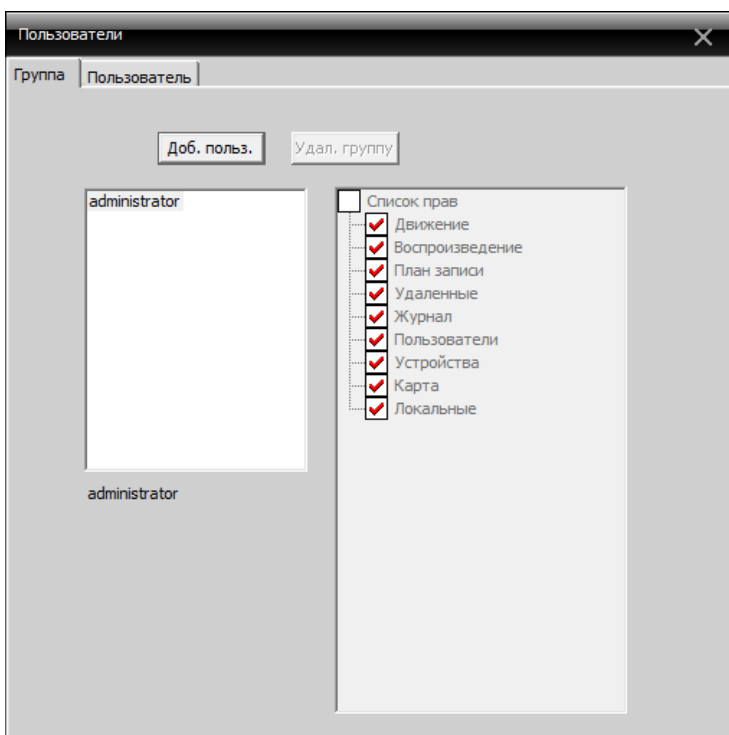 Пользователи
Группа Пользователь
Доб. польз. Удал. группу
administrator
Список прав
Движение
Воспроизведение
План записи
Удаленные
Журнал
Пользователи
Устройства
Карта
Локальные
administrator